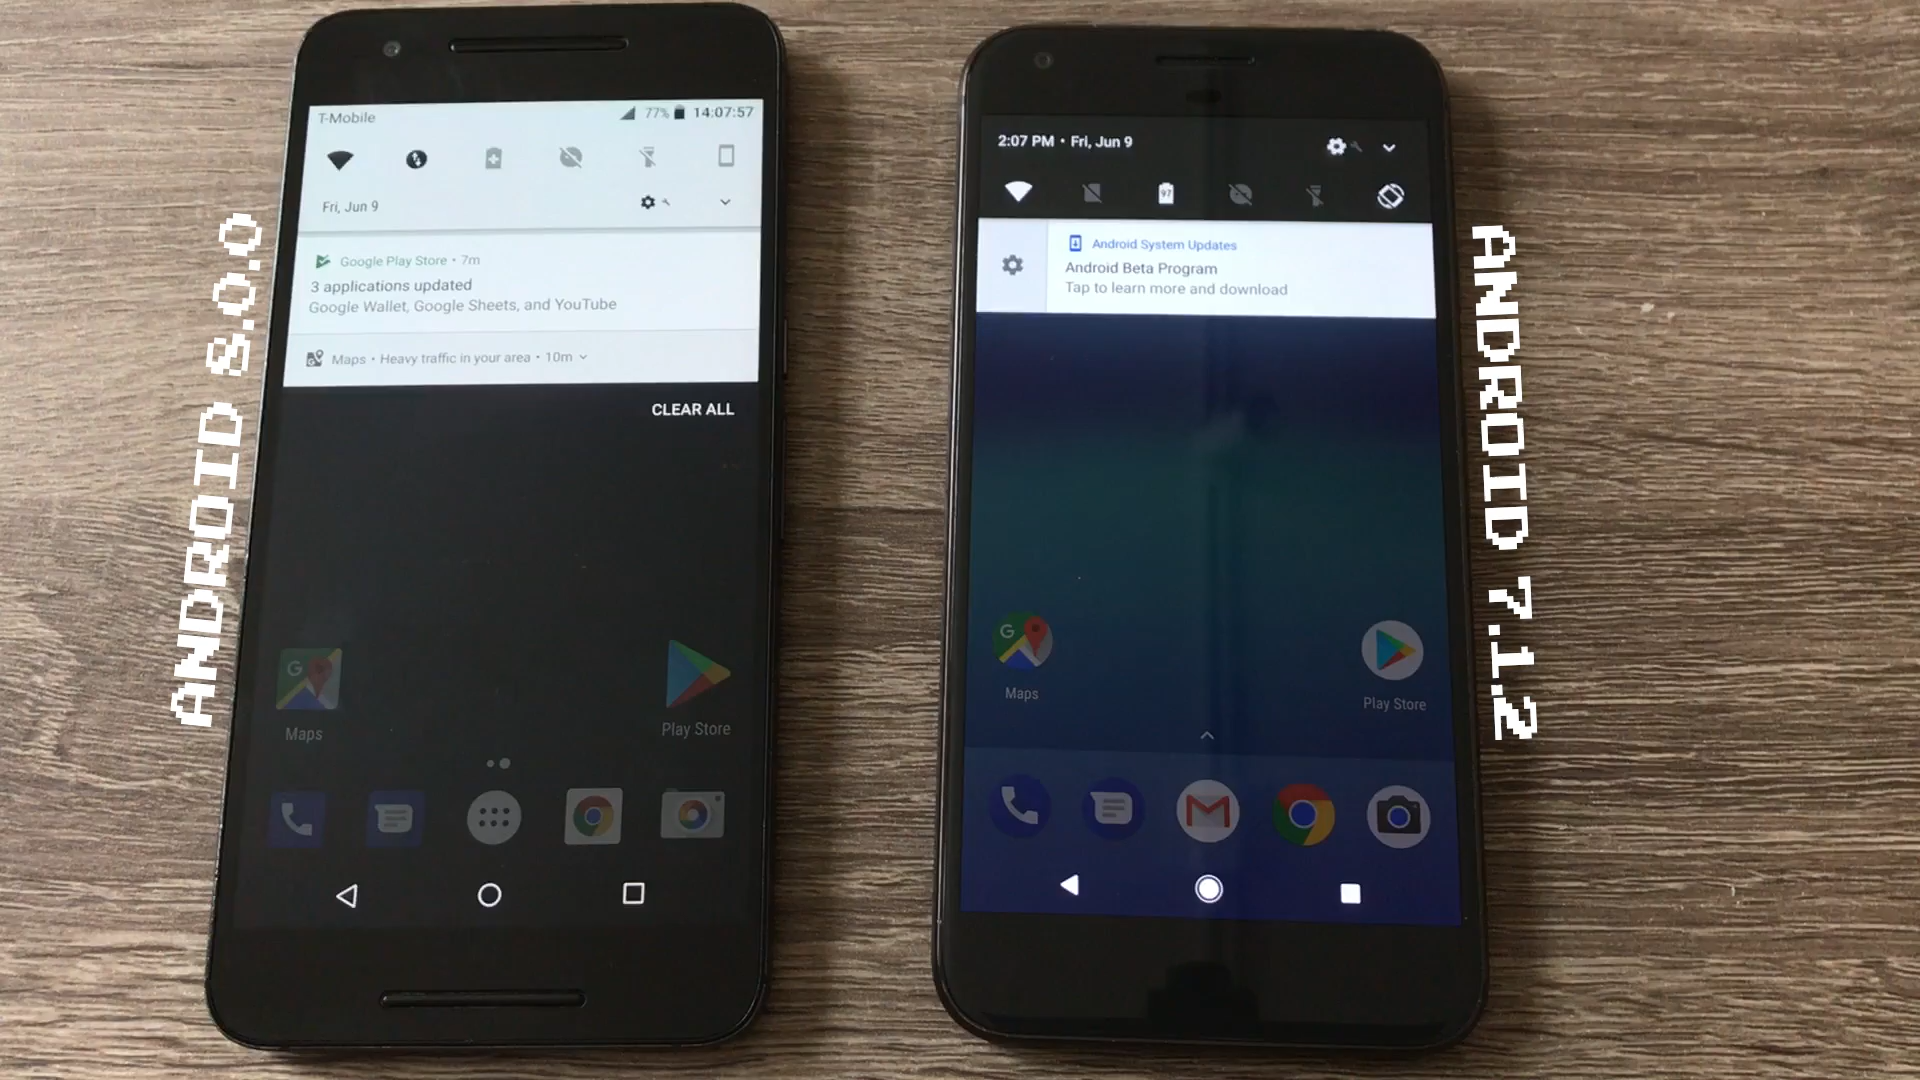 ANDROID 8.0.0
T-Mobile
77% 14:07:57
Fri, Jun 9
Google Play Store • 7m
3 applications updated
Google Wallet, Google Sheets, and YouTube
Maps • Heavy traffic in your area • 10m
CLEAR ALL
G
Maps
Play Store
2:07 PM • Fri, Jun 9
97
Android System Updates
Android Beta Program
Tap to learn more and download
G
Maps
Play Store
ANDROID 7.1.2